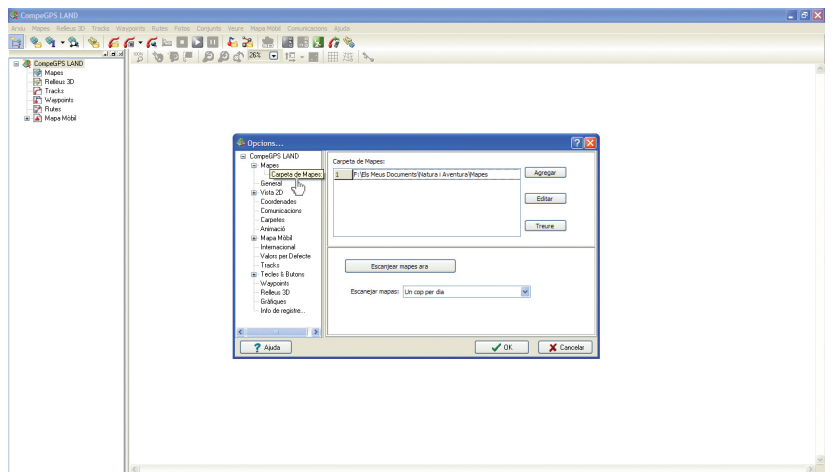 CompeGPS LAND
Arxiu Mapes Relleus 3D Tracks Waypoints Rutes Fotos Conjunts Veure Mapa Mòbil Comunicacions Ajuda
26%
CompeGPS LAND
Mapes
Relleus 3D
Tracks
Waypoints
Rutes
Mapa Mòbil
Opcions...
CompeGPS LAND
Mapes
Carpeta de Mapes:
General
Vista 2D
Coordenades
Comunicacions
Carpetes
Animació
Mapa Mòbil
Internacional
Valors per Defecte
Tracks
Tecles & Butons
Waypoints
Relleus 3D
Gràfiques
Info de registre...
Carpeta de Mapes:
1 F:\Els Meus Documents\Natura i Aventura\Mapes
Agregar
Editar
Treure
Escanjear mapes ara
Escanejar mapas: Un cop per dia
Ajuda
OK
Cancelar